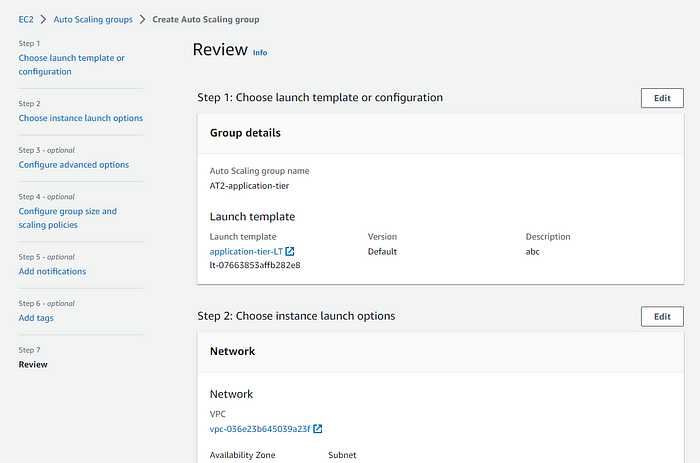 EC2 > Auto Scaling groups > Create Auto Scaling group
Step 1
Choose launch template or
configuration
Step 2
Choose instance launch options
Step 3 - optional
Configure advanced options
Step 4 - optional
Configure group size and
scaling policies
Step 5 - optional
Add notifications
Step 6 - optional
Add tags
Step 7
Review
Review Info
Step 1: Choose launch template or configuration Edit
Group details
Auto Scaling group name
AT2-application-tier
Launch template
Launch template Version Description
application-tier-LT Default abc
lt-07663853affb282e8
Step 2: Choose instance launch options Edit
Network
Network
VPC
vpc-036e23b645039a23f
Availability Zone Subnet